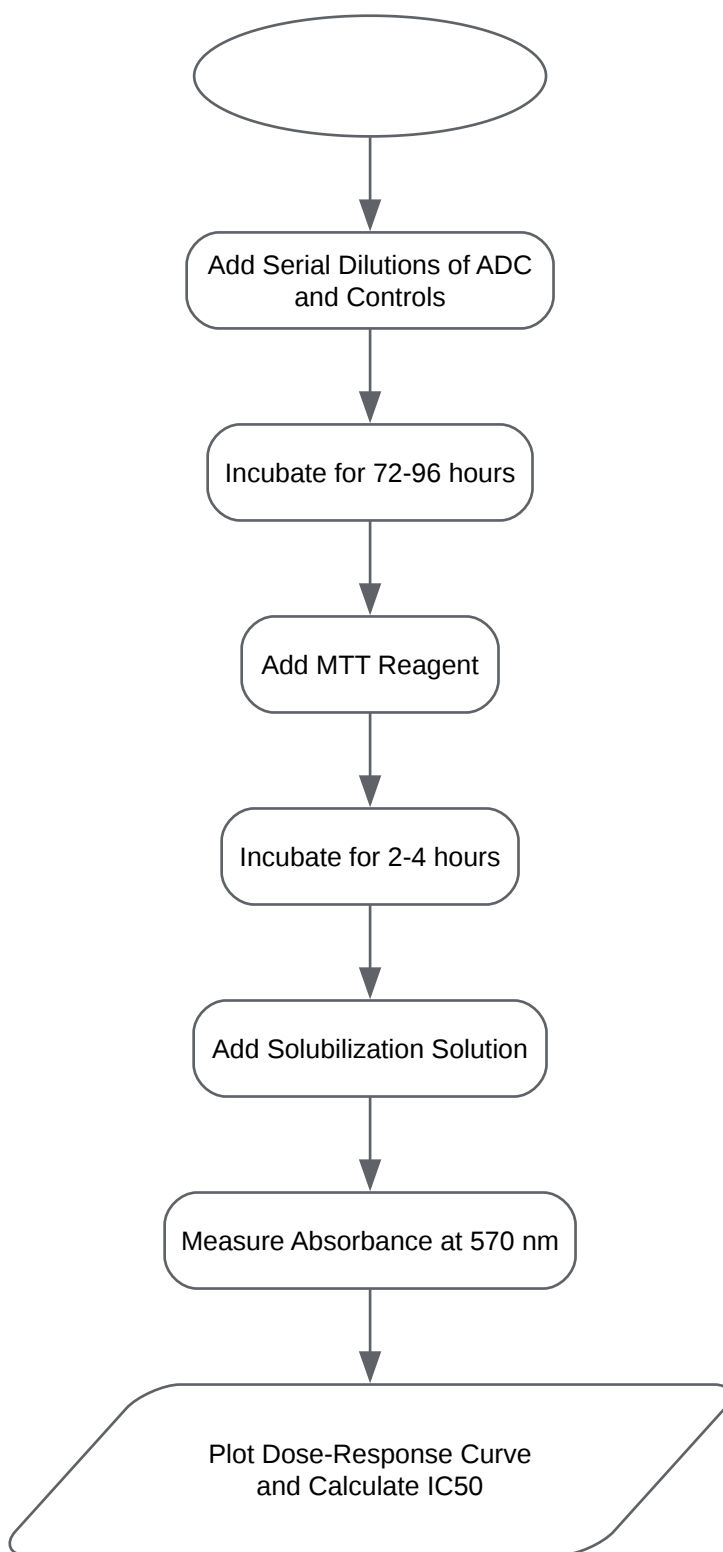 Add Serial Dilutions of ADC
and Controls
Incubate for 72-96 hours
Add MTT Reagent
Incubate for 2-4 hours
Add Solubilization Solution
Measure Absorbance at 570 nm
Plot Dose-Response Curve
and Calculate IC50